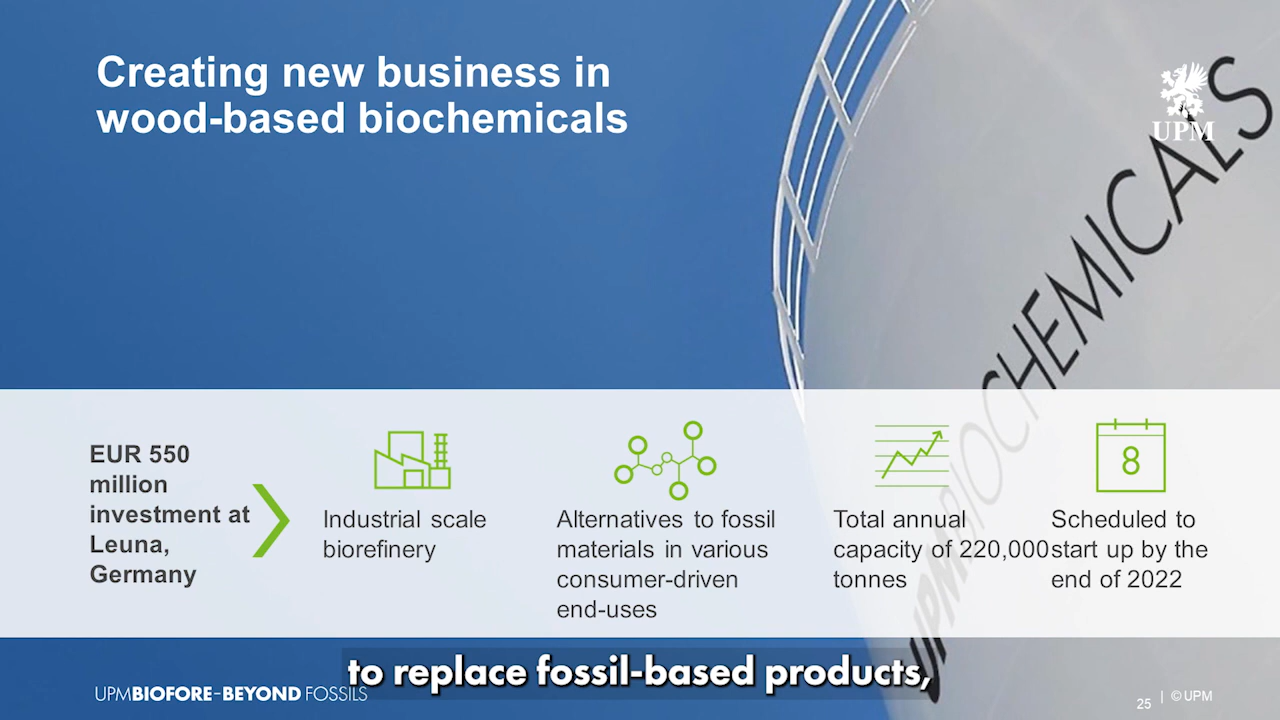 Creating new business in
wood-based biochemicals
UPM
UPM BIOCHEMICALS
EUR 550
million
investment at
Leuna,
Germany
Industrial scale
biorefinery
Alternatives to fossil
materials in various
consumer-driven
end-uses
Total annual
capacity of 220,000
tonnes
8
Scheduled to
start up by the
end of 2022
to replace fossil-based products,
UPMBIOFORE–BEYOND FOSSILS
25 | © UPM